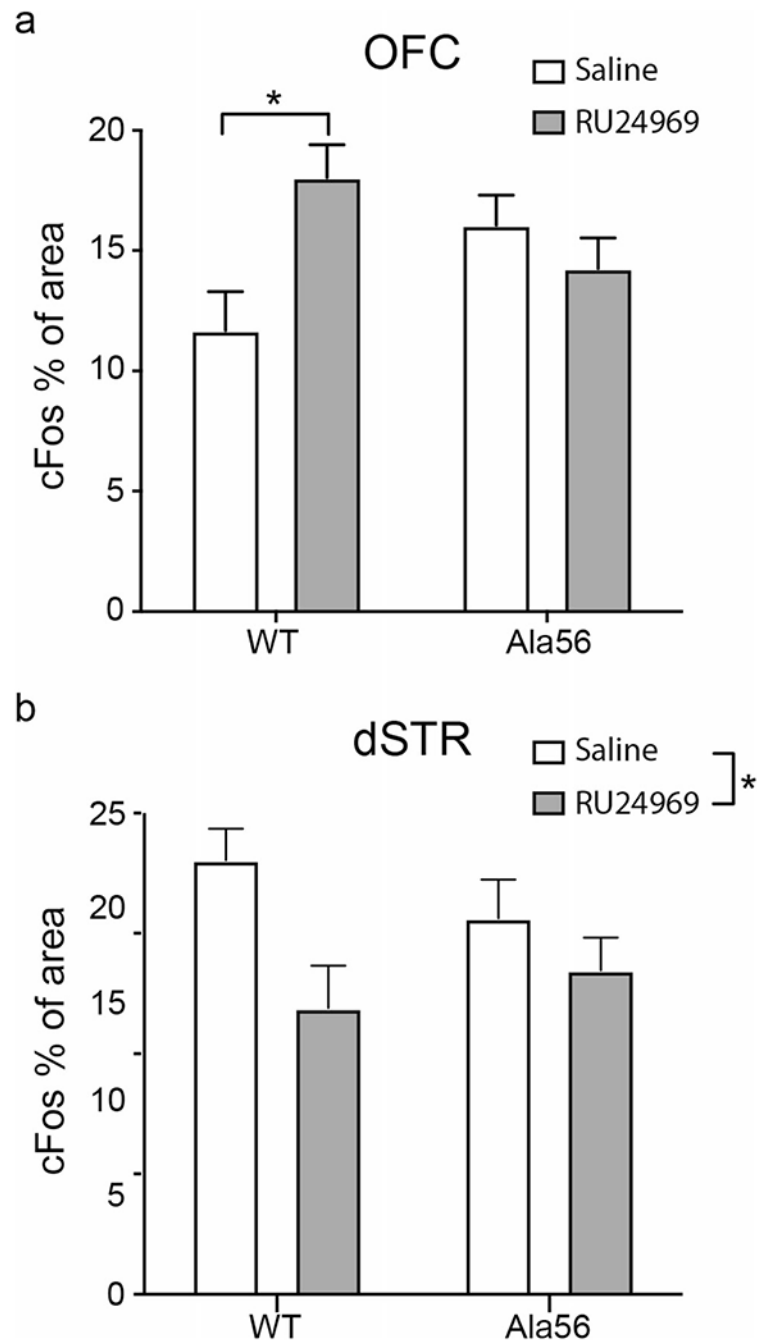 a
OFC
Saline
RU24969
*
20
15
10
5
0
cFos % of area
WT
Ala56
b
dSTR
Saline
RU24969
*
25
20
15
10
5
0
cFos % of area
WT
Ala56